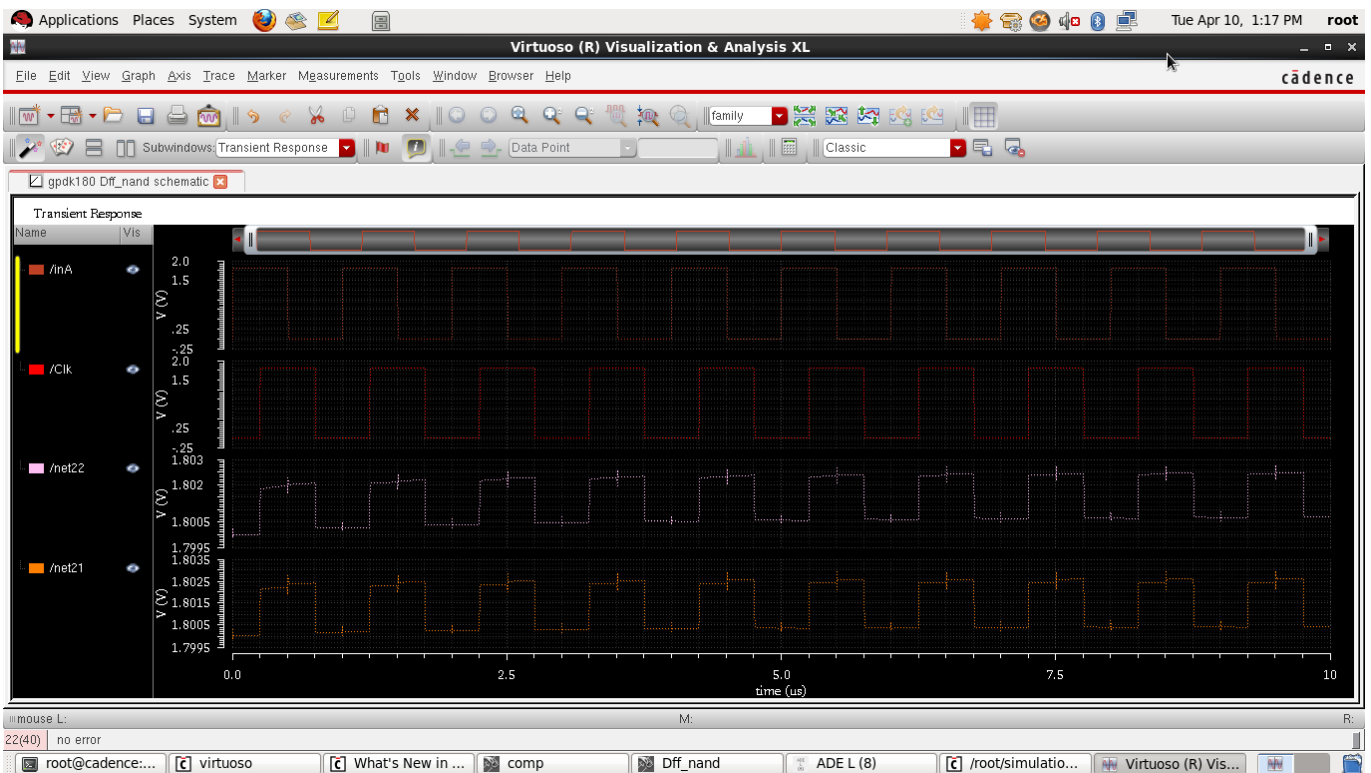 Applications Places System Tue Apr 10, 1:17 PM root
Virtuoso (R) Visualization & Analysis XL
File Edit View Graph Axis Trace Marker Measurements Tools Window Browser Help cādence
family
Subwindows: Transient Response Data Point Classic
gpdk180 Dff_nand schematic
Transient Response
Name Vis
/inA
V (V)
2.0
1.5
.25
-.25
/Clk
V (V)
2.0
1.5
.25
-.25
/net22
V (V)
1.803
1.802
1.8005
1.7995
/net21
V (V)
1.8035
1.8025
1.8015
1.8005
1.7995
0.0 2.5 5.0 7.5 10
time (us)
mouse L: M: R:
22(40) no error
root@cadence:... virtuoso What's New in ... comp Dff_nand ADE L (8) /root/simulatio... Virtuoso (R) Vis...